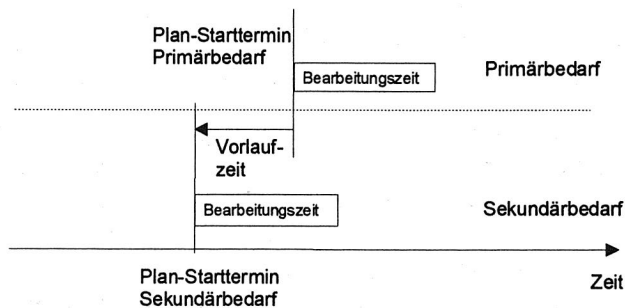 Plan-Starttermin
Primärbedarf
Bearbeitungszeit
Primärbedarf
Vorlauf-
zeit
Bearbeitungszeit
Sekundärbedarf
Plan-Starttermin
Sekundärbedarf
Zeit